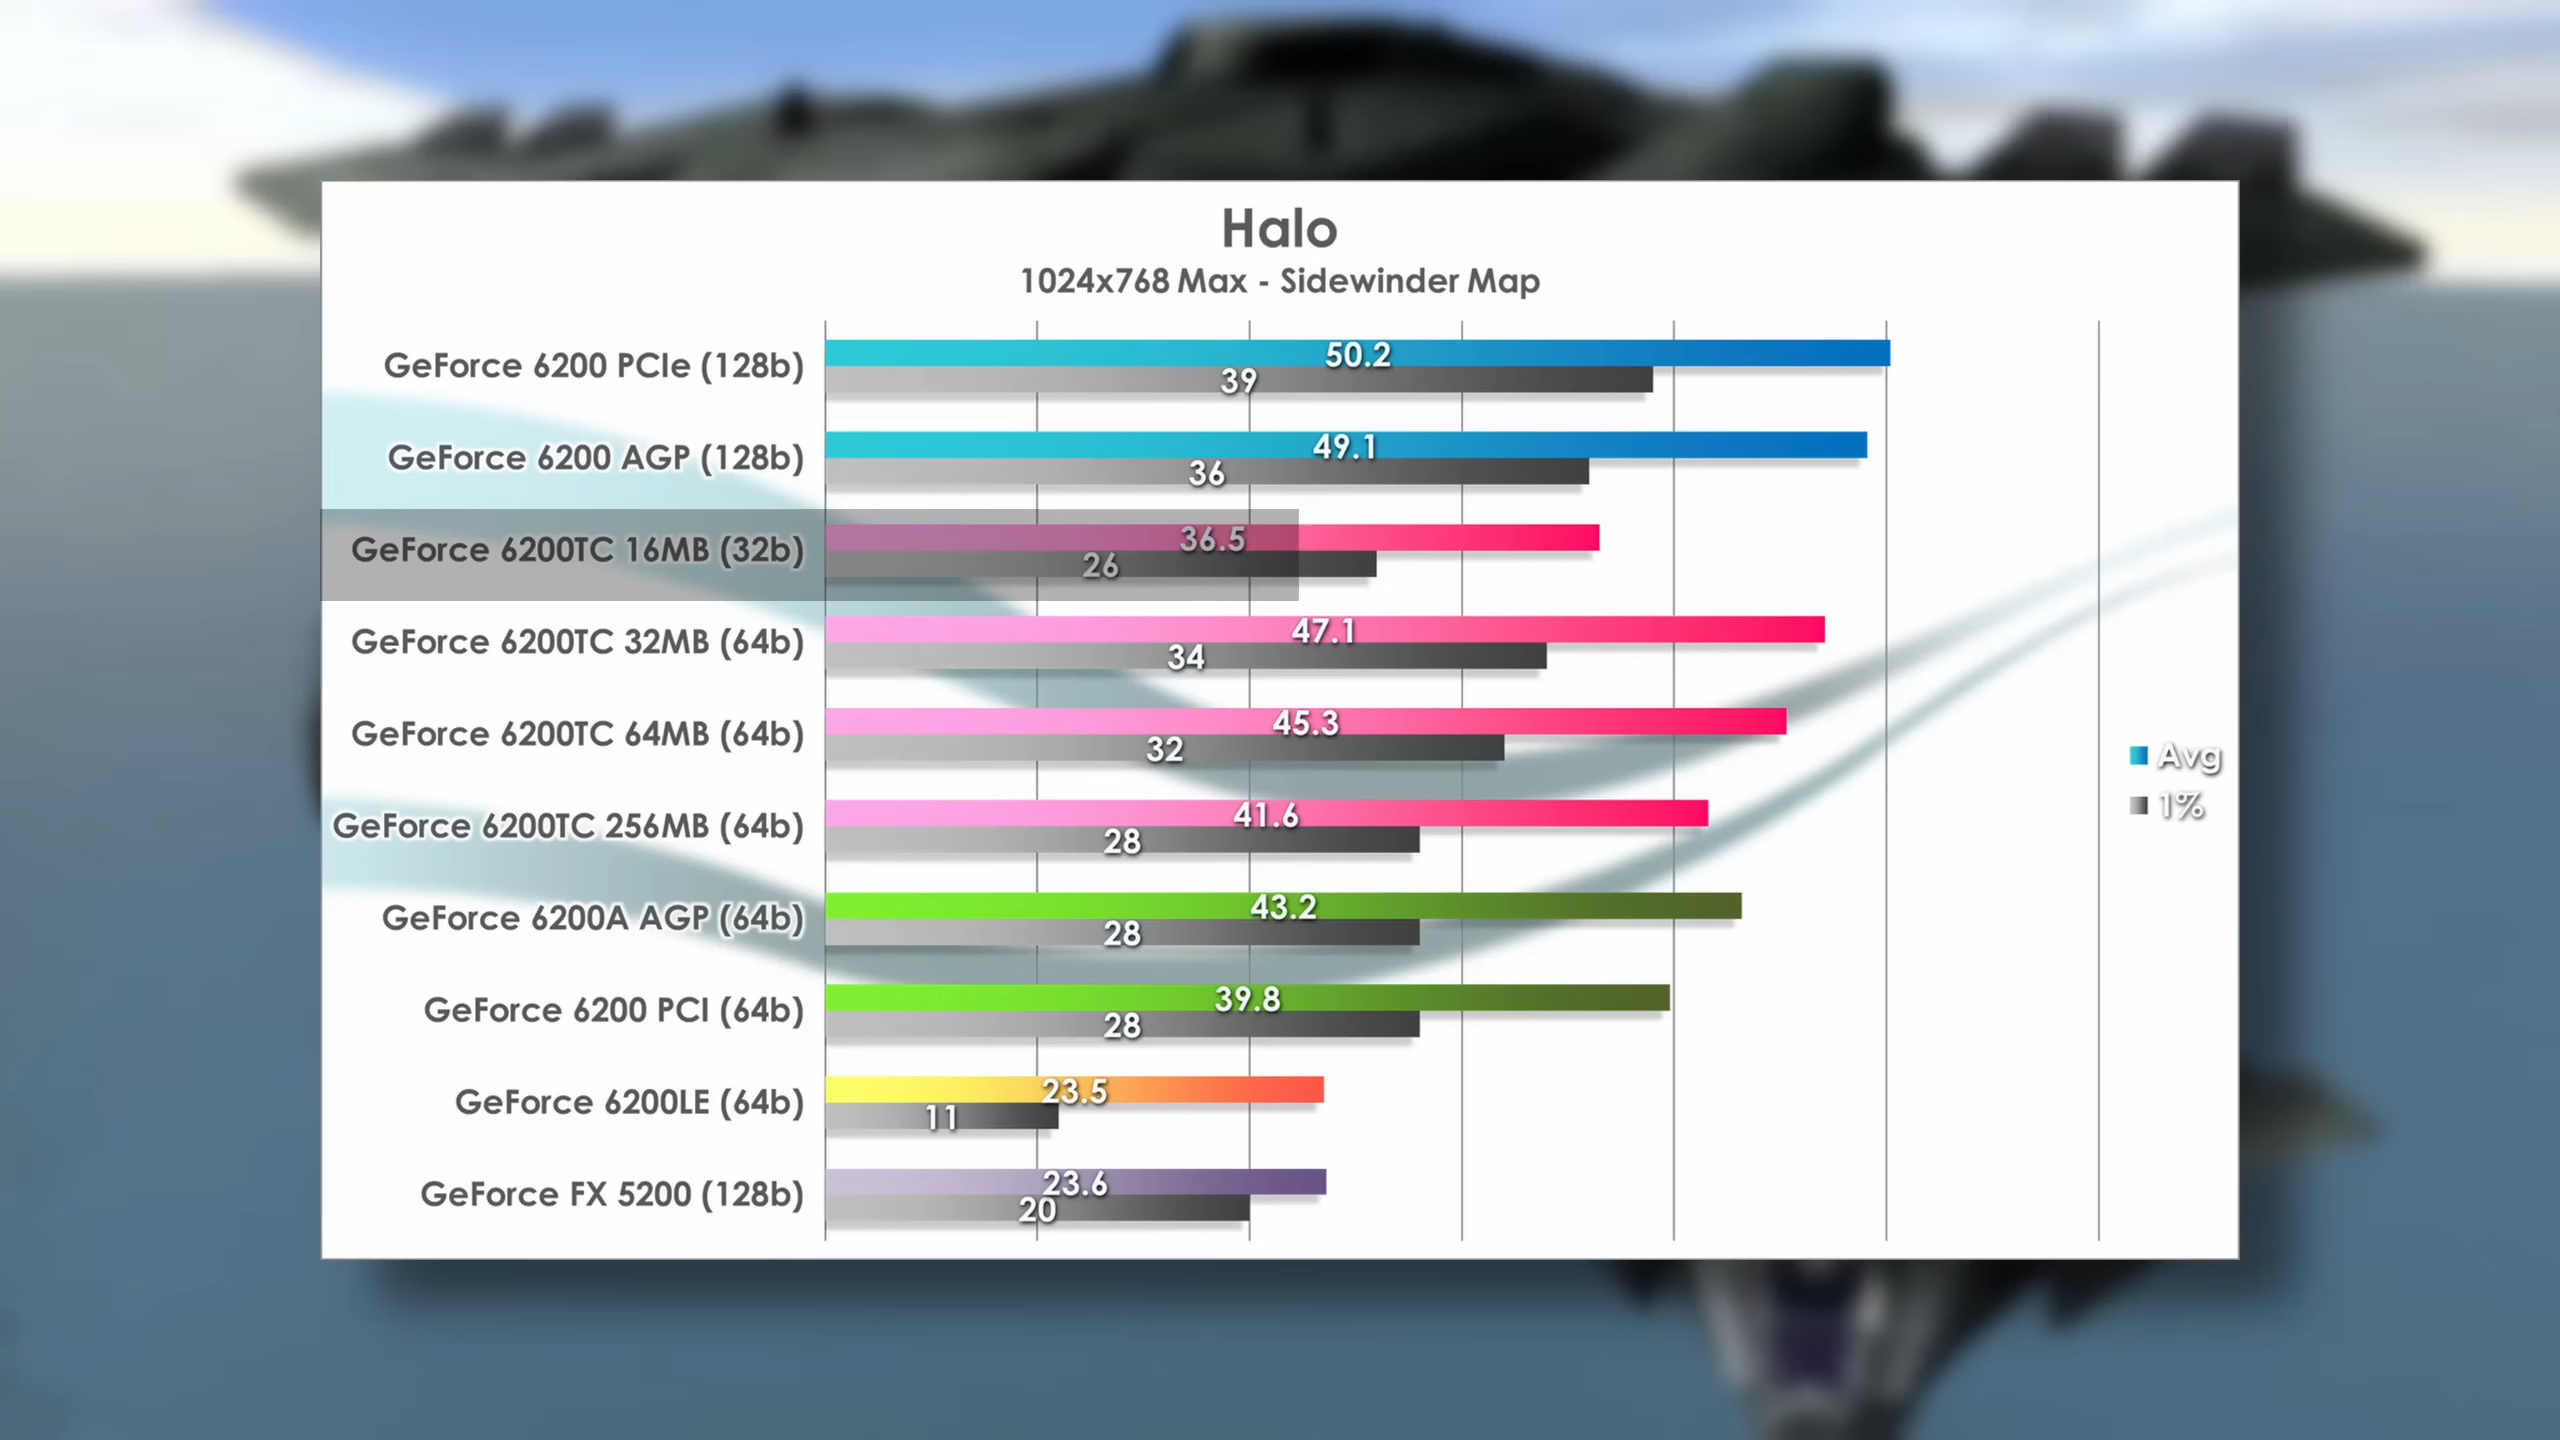 Halo
1024x768 Max - Sidewinder Map
GeForce 6200 PCIe (128b)
50.2
39
GeForce 6200 AGP (128b)
49.1
36
GeForce 6200TC 16MB (32b)
36.5
26
GeForce 6200TC 32MB (64b)
47.1
34
GeForce 6200TC 64MB (64b)
45.3
32
GeForce 6200TC 256MB (64b)
41.6
28
GeForce 6200A AGP (64b)
43.2
28
GeForce 6200 PCI (64b)
39.8
28
GeForce 6200LE (64b)
23.5
11
GeForce FX 5200 (128b)
23.6
20
Avg
1%